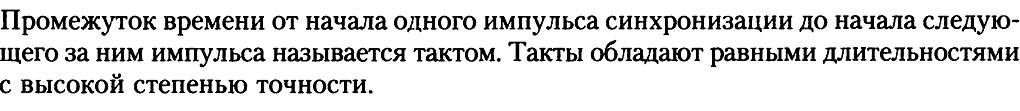 Промежуток времени от начала одного импульса синхронизации до начала следую-
щего за ним импульса называется тактом. Такты обладают равными длительностями
с высокой степенью точности.